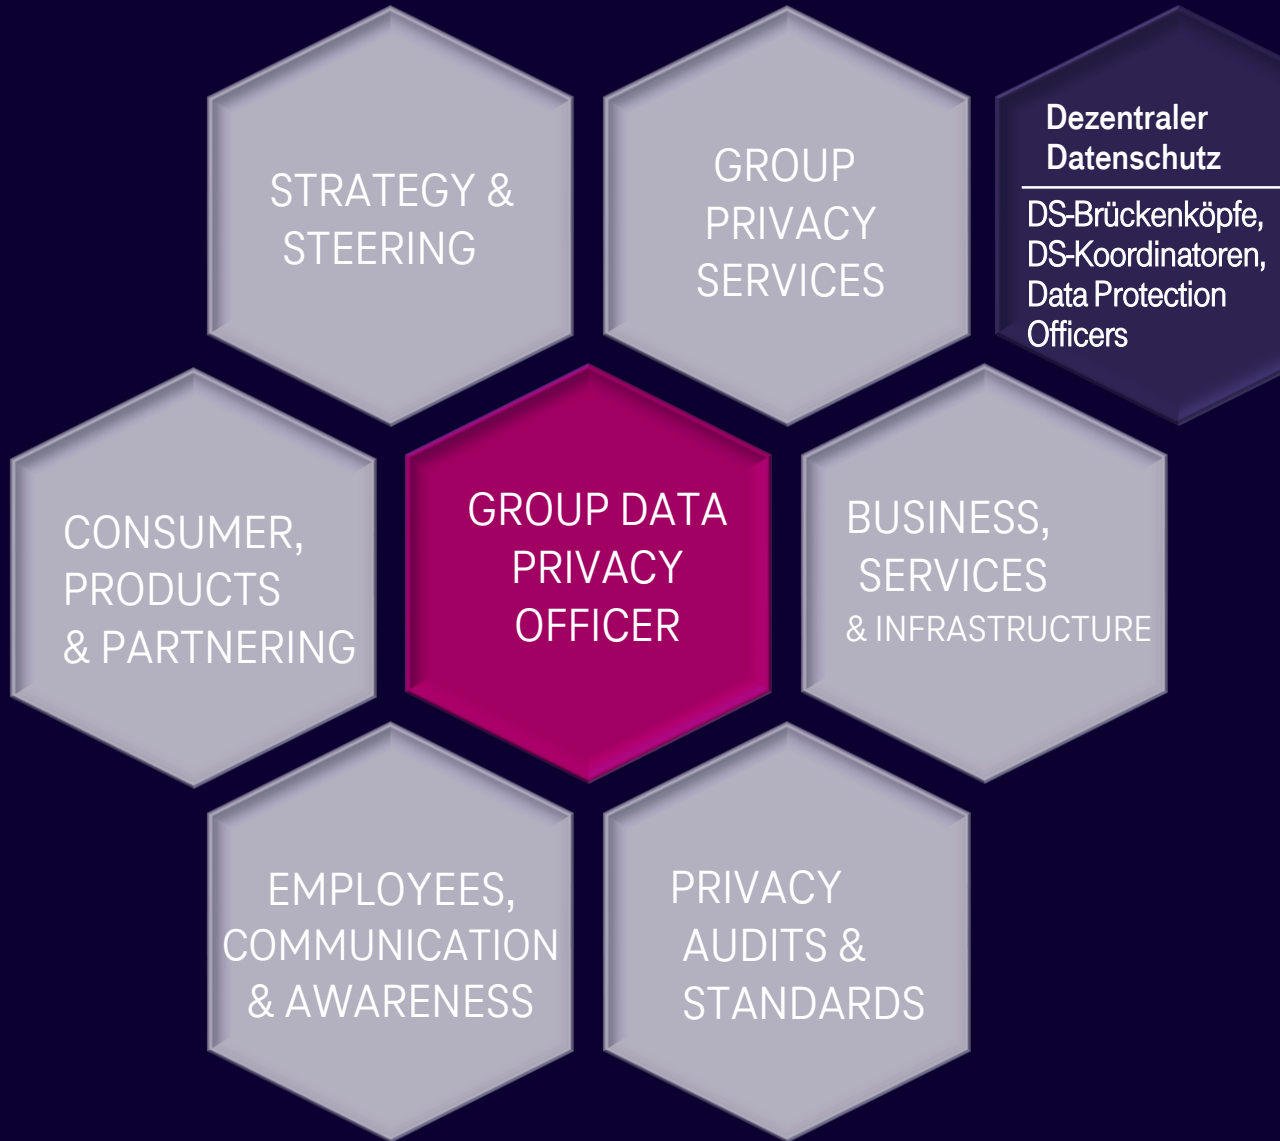 STRATEGY &
STEERING
GROUP
PRIVACY
SERVICES
Dezentraler
Datenschutz
DS-Brückenköpfe,
DS-Koordinatoren,
Data Protection
Officers
CONSUMER,
PRODUCTS
& PARTNERING
GROUP DATA
PRIVACY
OFFICER
BUSINESS,
SERVICES
& INFRASTRUCTURE
EMPLOYEES,
COMMUNICATION
& AWARENESS
PRIVACY
AUDITS &
STANDARDS